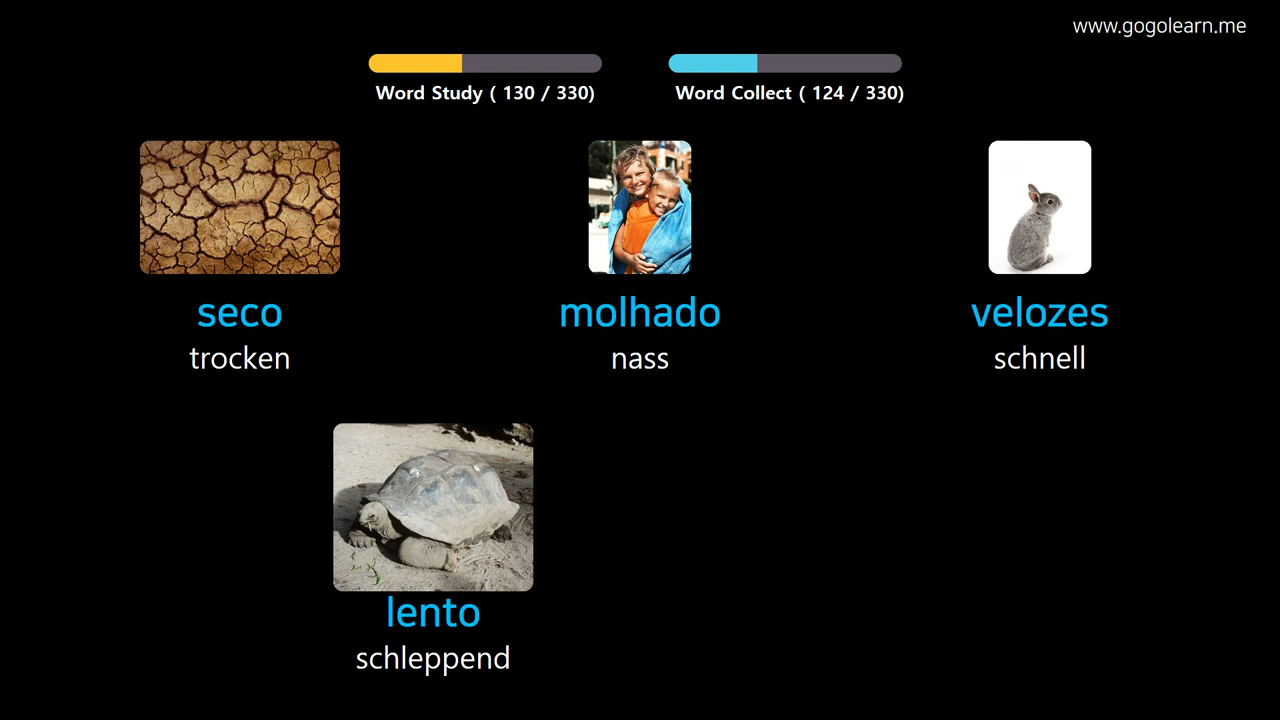 www.gogolearn.me
Word Study ( 130 / 330)
Word Collect ( 124 / 330)
seco
trocken
molhado
nass
velozes
schnell
lento
schleppend